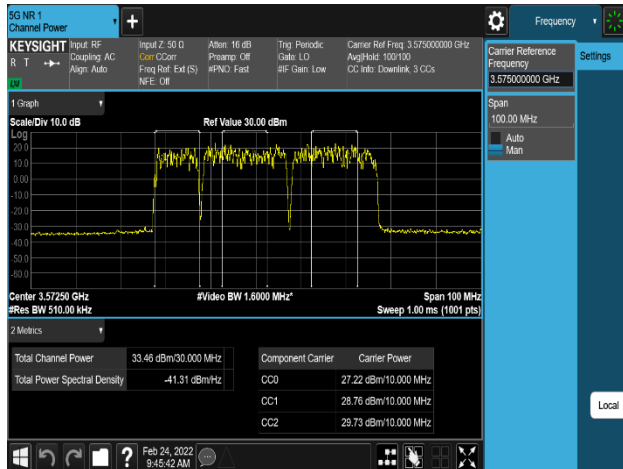 5G NR 1
Channel Power
+
Frequency
KEYSIGHT
R T
Input: RF
Coupling: AC
Align: Auto
Input Z: 50 Ω
Corr CCorr
Freq Ref: Ext (S)
NFE: Off
Atten: 16 dB
Preamp: Off
#PNO: Fast
Trig: Periodic
Gate: LO
#IF Gain: Low
Carrier Ref Freq: 3.575000000 GHz
Avg|Hold: 100/100
CC Info: Downlink, 3 CCs
Carrier Reference
Frequency
3.575000000 GHz
Settings
Span
100.00 MHz
Auto
Man
1 Graph
Scale/Div 10.0 dB
Ref Value 30.00 dBm
Log
20.0
10.0
0.00
-10.0
-20.0
-30.0
-40.0
-50.0
-60.0
Center 3.57250 GHz
#Video BW 1.6000 MHz*
Span 100 MHz
#Res BW 510.00 kHz
Sweep 1.00 ms (1001 pts)
2 Metrics
Total Channel Power 33.46 dBm/30.000 MHz
Total Power Spectral Density -41.31 dBm/Hz
Component Carrier Carrier Power
CC0 27.22 dBm/10.000 MHz
CC1 28.76 dBm/10.000 MHz
CC2 29.73 dBm/10.000 MHz
Local
?
Feb 24, 2022
9:45:42 AM